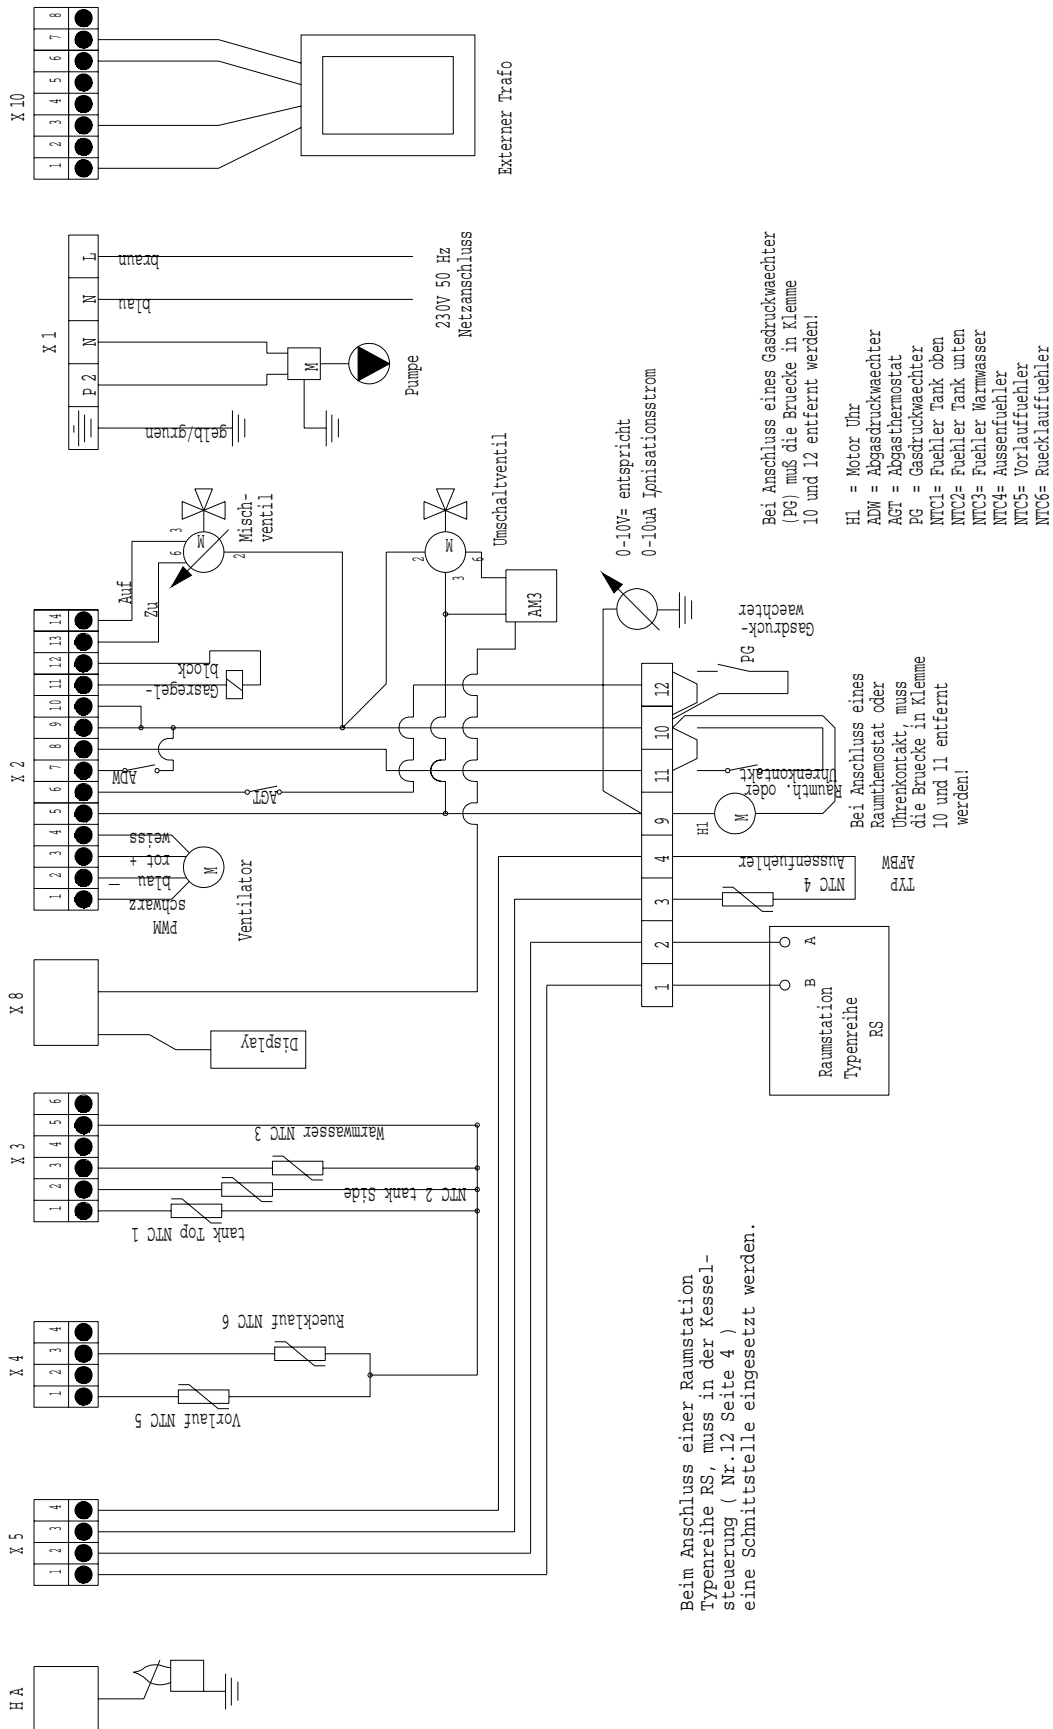 H A
X 5
1 2 3 4
X 4
1 2 3 4
Vorlauf NTC 5
Ruecklauf NTC 6
X 3
1 2 3 4 5 6
tank Top NTC 1
NTC 2 tank Side
Warmwasser NTC 3
X 8
Display
X 2
1 2 3 4 5 6 7 8 9 10 11 12 13 14
PWM
schwarz
blau —
rot +
weiss
M
Ventilator
AGT
ADW
Gasregel-
block
Zu
Auf
M
6
3
2
Misch-
ventil
M
2
3
6
Umschaltventil
AM3
X 1
P 2 N N L
gelb/gruen
blau
braun
M
Pumpe
230V 50 Hz
Netzanschluss
X 10
1 2 3 4 5 6 7 8
Externer Trafo
0-10V= entspricht
0-10uA Ionisationsstrom
1 2 3 4 9 11 10 12
B
A
Raumstation
Typenreihe
RS
NTC 4
Aussenfuehler
TYP
AFBW
H1
M
Raumth. oder
Uhrenkontakt
PG
Gasdruck-
waechter
Bei Anschluss eines
Raumthemostat oder
Uhrenkontakt, muss
die Bruecke in Klemme
10 und 11 entfernt
werden!
Bei Anschluss eines Gasdruckwaechter
(PG) muß die Bruecke in Klemme
10 und 12 entfernt werden!
H1 = Motor Uhr
ADW = Abgasdruckwaechter
AGT = Abgasthermostat
PG = Gasdruckwaechter
NTC1= Fuehler Tank oben
NTC2= Fuehler Tank unten
NTC3= Fuehler Warmwasser
NTC4= Aussenfuehler
NTC5= Vorlauffuehler
NTC6= Ruecklauffuehler
Beim Anschluss einer Raumstation
Typenreihe RS, muss in der Kessel-
steuerung ( Nr.12 Seite 4 )
eine Schnittstelle eingesetzt werden.